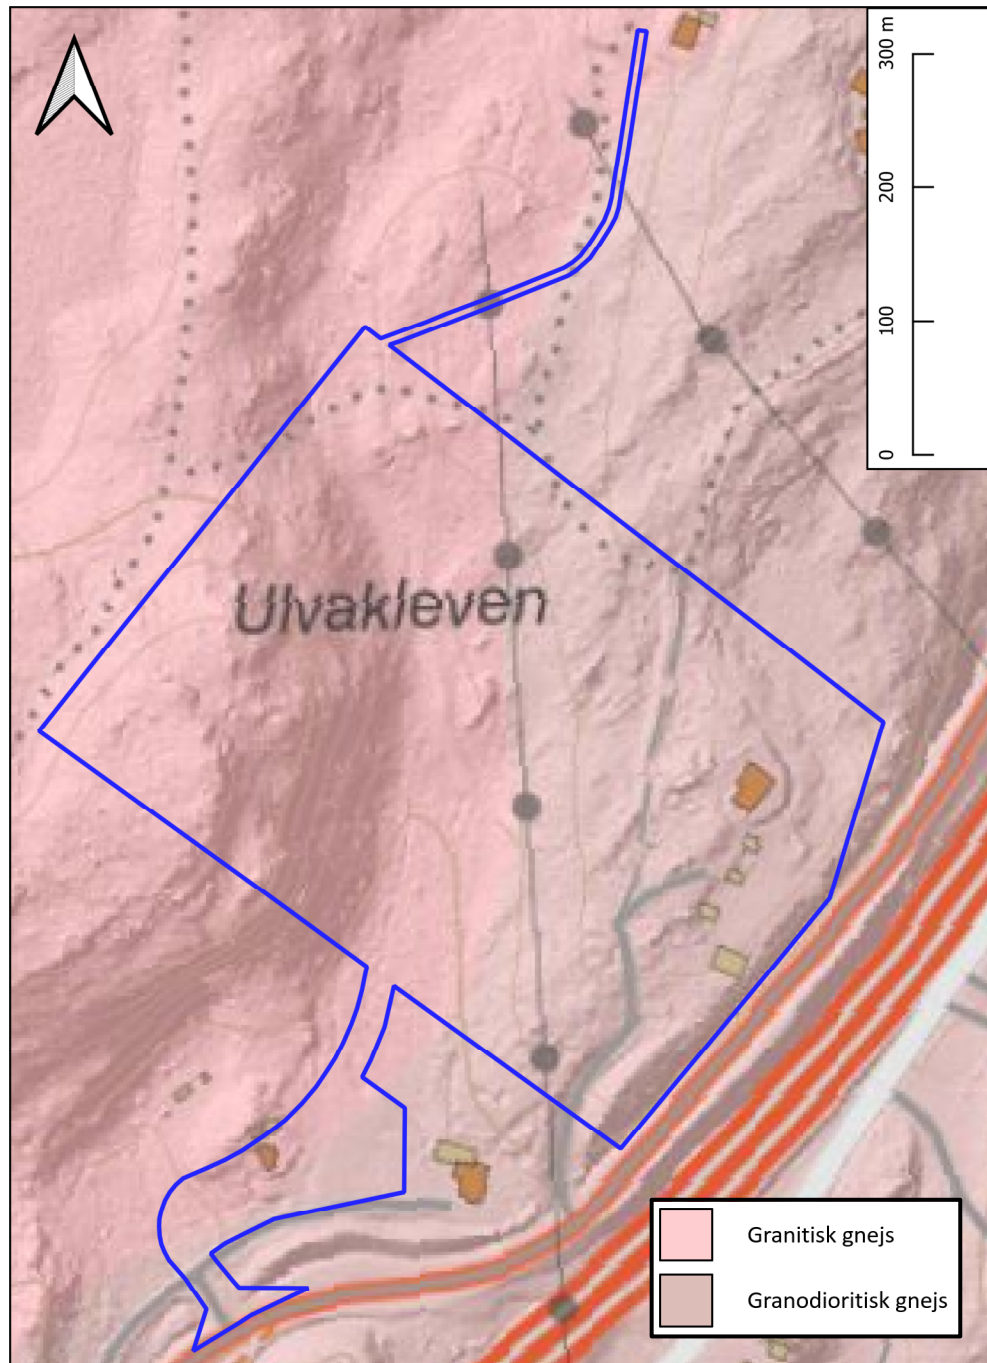 300 m
200
100
0
Ulvakleven
Granitisk gnejs
Granodioritisk gnejs